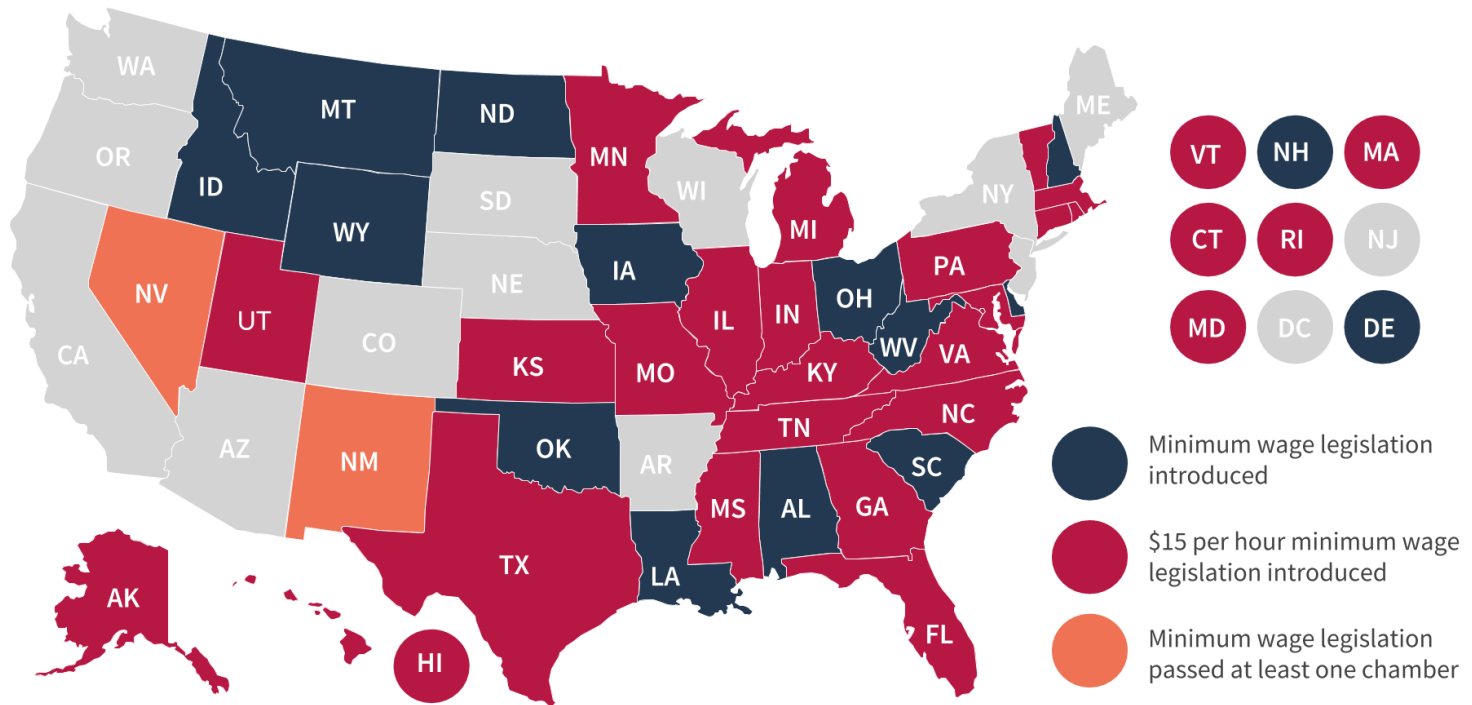 WA
MT
ND
MN
ME
OR
ID
SD
WI
NY
VT
NH
MA
WY
MI
CT
RI
NJ
IA
PA
NV
NE
OH
UT
IL
IN
MD
DC
DE
CA
CO
WV
VA
KS
MO
KY
NC
TN
AZ
NM
OK
AR
SC
MS
AL
GA
TX
LA
AK
FL
HI
Minimum wage legislation
introduced
$15 per hour minimum wage
legislation introduced
Minimum wage legislation
passed at least one chamber